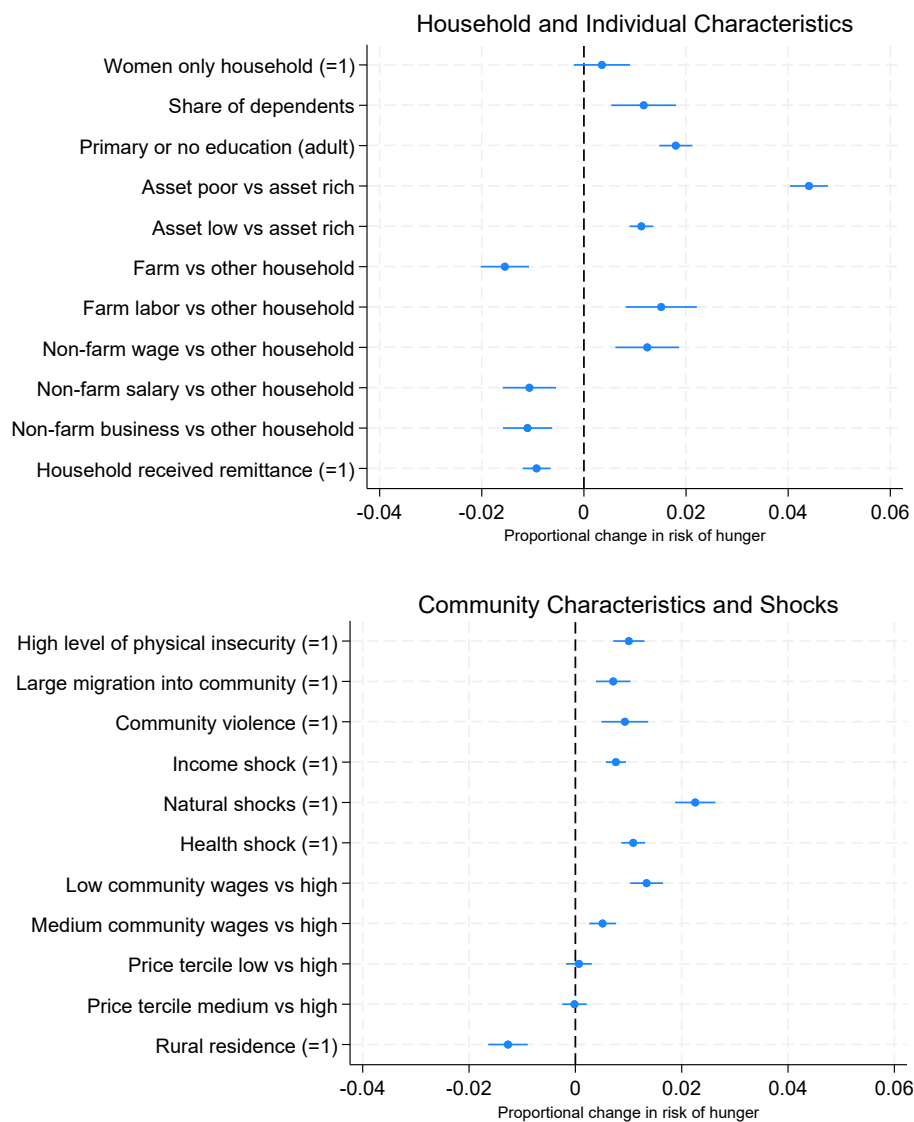 Household and Individual Characteristics
Women only household (=1)
Share of dependents
Primary or no education (adult)
Asset poor vs asset rich
Asset low vs asset rich
Farm vs other household
Farm labor vs other household
Non-farm wage vs other household
Non-farm salary vs other household
Non-farm business vs other household
Household received remittance (=1)
-0.04 -0.02 0 0.02 0.04 0.06
Proportional change in risk of hunger
Community Characteristics and Shocks
High level of physical insecurity (=1)
Large migration into community (=1)
Community violence (=1)
Income shock (=1)
Natural shocks (=1)
Health shock (=1)
Low community wages vs high
Medium community wages vs high
Price tercile low vs high
Price tercile medium vs high
Rural residence (=1)
-0.04 -0.02 0 0.02 0.04 0.06
Proportional change in risk of hunger